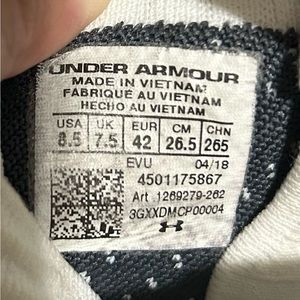 UNDER ARMOUR
MADE IN VIETNAM
FABRIQUÉ AU VIETNAM
HECHO AU VIETNAM
USA UK EUR CM CHN
8.5 7.5 42 26.5 265
EVU 04/18
4501175867
Art 1269279-262
3GXXDMCP00004